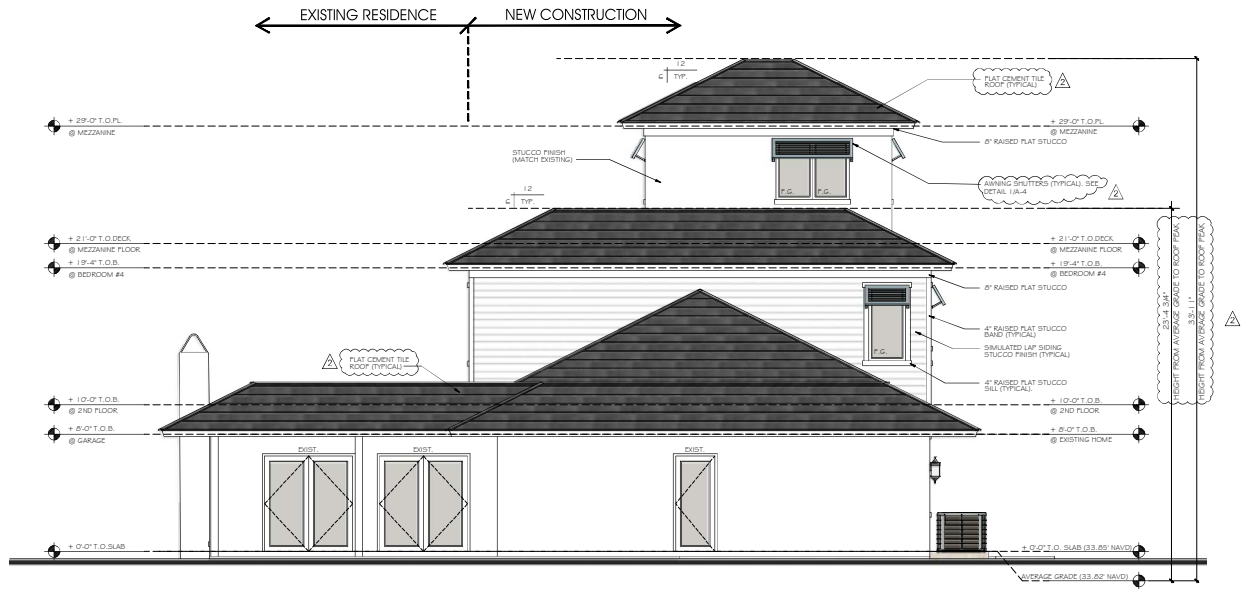 EXISTING RESIDENCE
NEW CONSTRUCTION
12
6 TYP.
FLAT CEMENT TILE
ROOF (TYPICAL)
2
+ 29'-0" T.O.PL.
@ MEZZANINE
+ 29'-0" T.O.PL.
@ MEZZANINE
8" RAISED FLAT STUCCO
STUCCO FINISH
(MATCH EXISTING)
AWNING SHUTTERS (TYPICAL). SEE
DETAIL 1/A-4
2
F.G.
F.G.
12
6 TYP.
+ 21'-0" T.O.DECK
@ MEZZANINE FLOOR
+ 21'-0" T.O.DECK
@ MEZZANINE FLOOR
+ 19'-4" T.O.B.
@ BEDROOM #4
+ 19'-4" T.O.B.
@ BEDROOM #4
8" RAISED FLAT STUCCO
23'-4 3/4"
HEIGHT FROM AVERAGE GRADE TO ROOF PEAK
33'-11"
HEIGHT FROM AVERAGE GRADE TO ROOF PEAK
2
4" RAISED FLAT STUCCO
BAND (TYPICAL)
SIMULATED LAP SIDING
STUCCO FINISH (TYPICAL)
F.G.
2
FLAT CEMENT TILE
ROOF (TYPICAL)
4" RAISED FLAT STUCCO
SILL (TYPICAL).
+ 10'-0" T.O.B.
@ 2ND FLOOR
+ 10'-0" T.O.B.
@ 2ND FLOOR
+ 8'-0" T.O.B.
@ GARAGE
+ 8'-0" T.O.B.
@ EXISTING HOME
EXIST.
EXIST.
EXIST.
+ 0'-0" T.O.SLAB
+ 0'-0" T.O. SLAB (33.85' NAVD)
AVERAGE GRADE (33.82' NAVD)